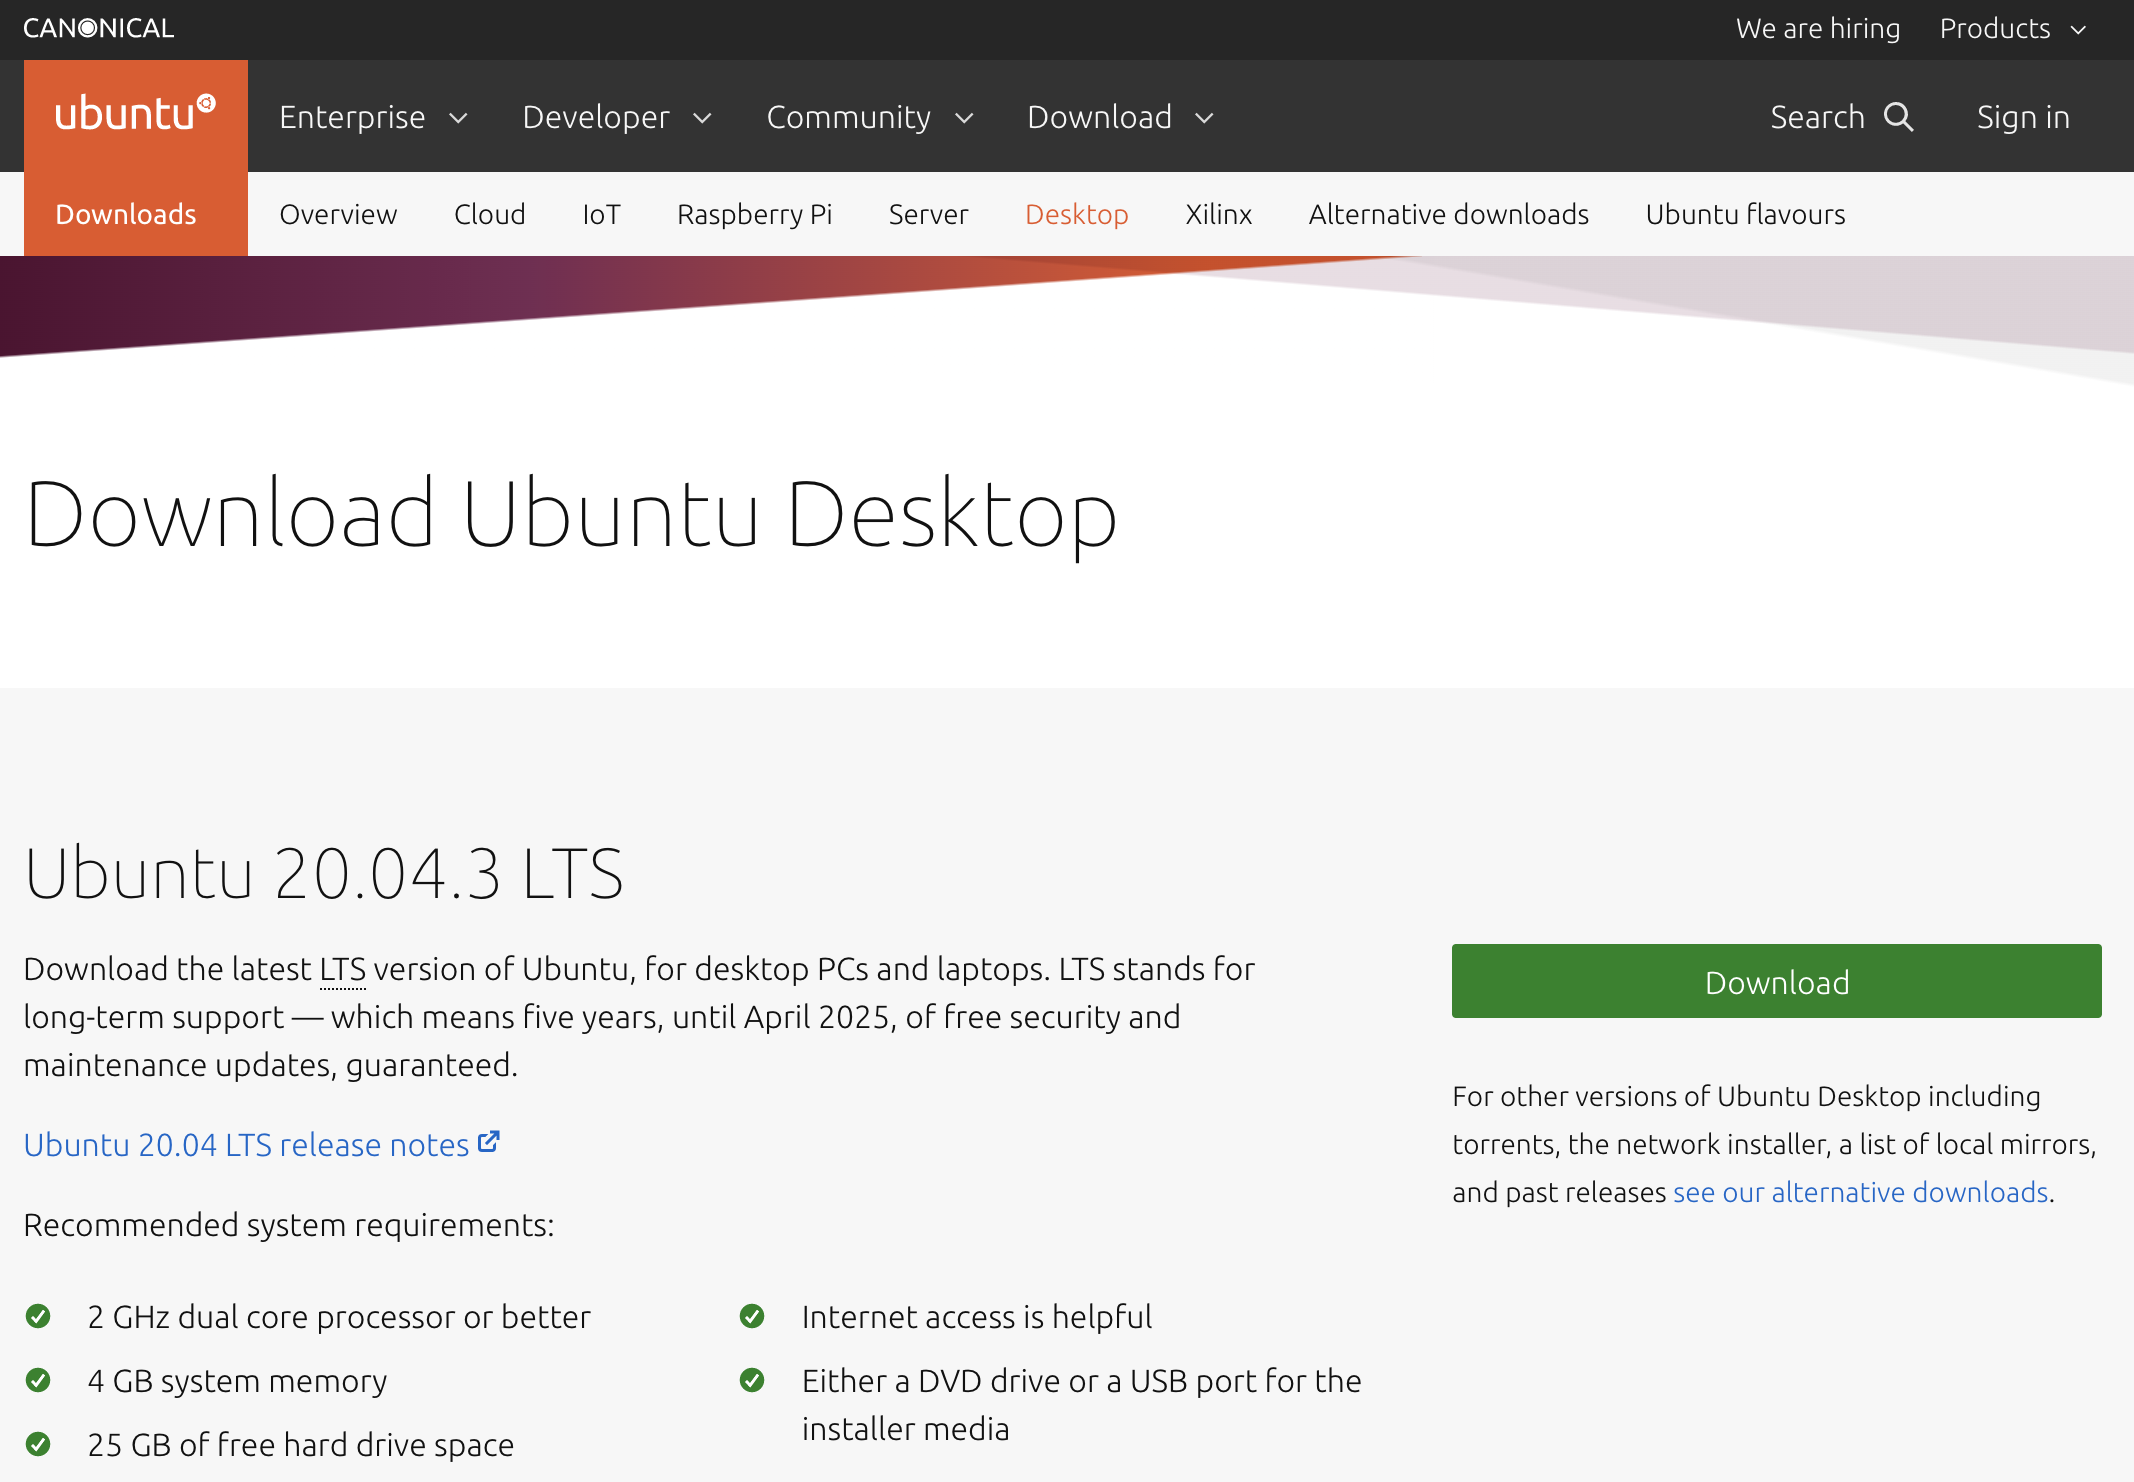 CANONICAL
We are hiring Products
ubuntu Enterprise Developer Community Download Search Sign in
Downloads Overview Cloud IoT Raspberry Pi Server Desktop Xilinx Alternative downloads Ubuntu flavours
Download Ubuntu Desktop
Ubuntu 20.04.3 LTS
Download the latest LTS version of Ubuntu, for desktop PCs and laptops. LTS stands for
long-term support — which means five years, until April 2025, of free security and
maintenance updates, guaranteed.
Ubuntu 20.04 LTS release notes
Recommended system requirements:
2 GHz dual core processor or better
4 GB system memory
25 GB of free hard drive space
Internet access is helpful
Either a DVD drive or a USB port for the
installer media
Download
For other versions of Ubuntu Desktop including
torrents, the network installer, a list of local mirrors,
and past releases see our alternative downloads.